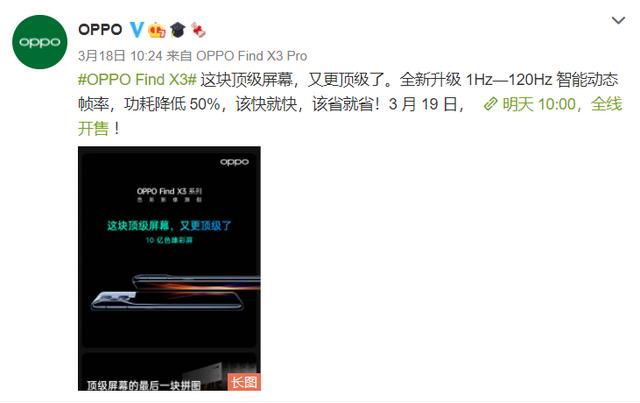 OPPO
oppo
3月18日 10:24 来自 OPPO Find X3 Pro
#OPPO Find X3# 这块顶级屏幕，又更顶级了。全新升级 1Hz—120Hz 智能动态
帧率，功耗降低 50%，该快就快，该省就省！3 月 19 日， 明天 10:00，全线
开售 ！
oppo
OPPO Find X3 系列
色彩影像旗舰
这块顶级屏幕，又更顶级了
10 亿色臻彩屏
顶级屏幕的最后一块拼图
长图